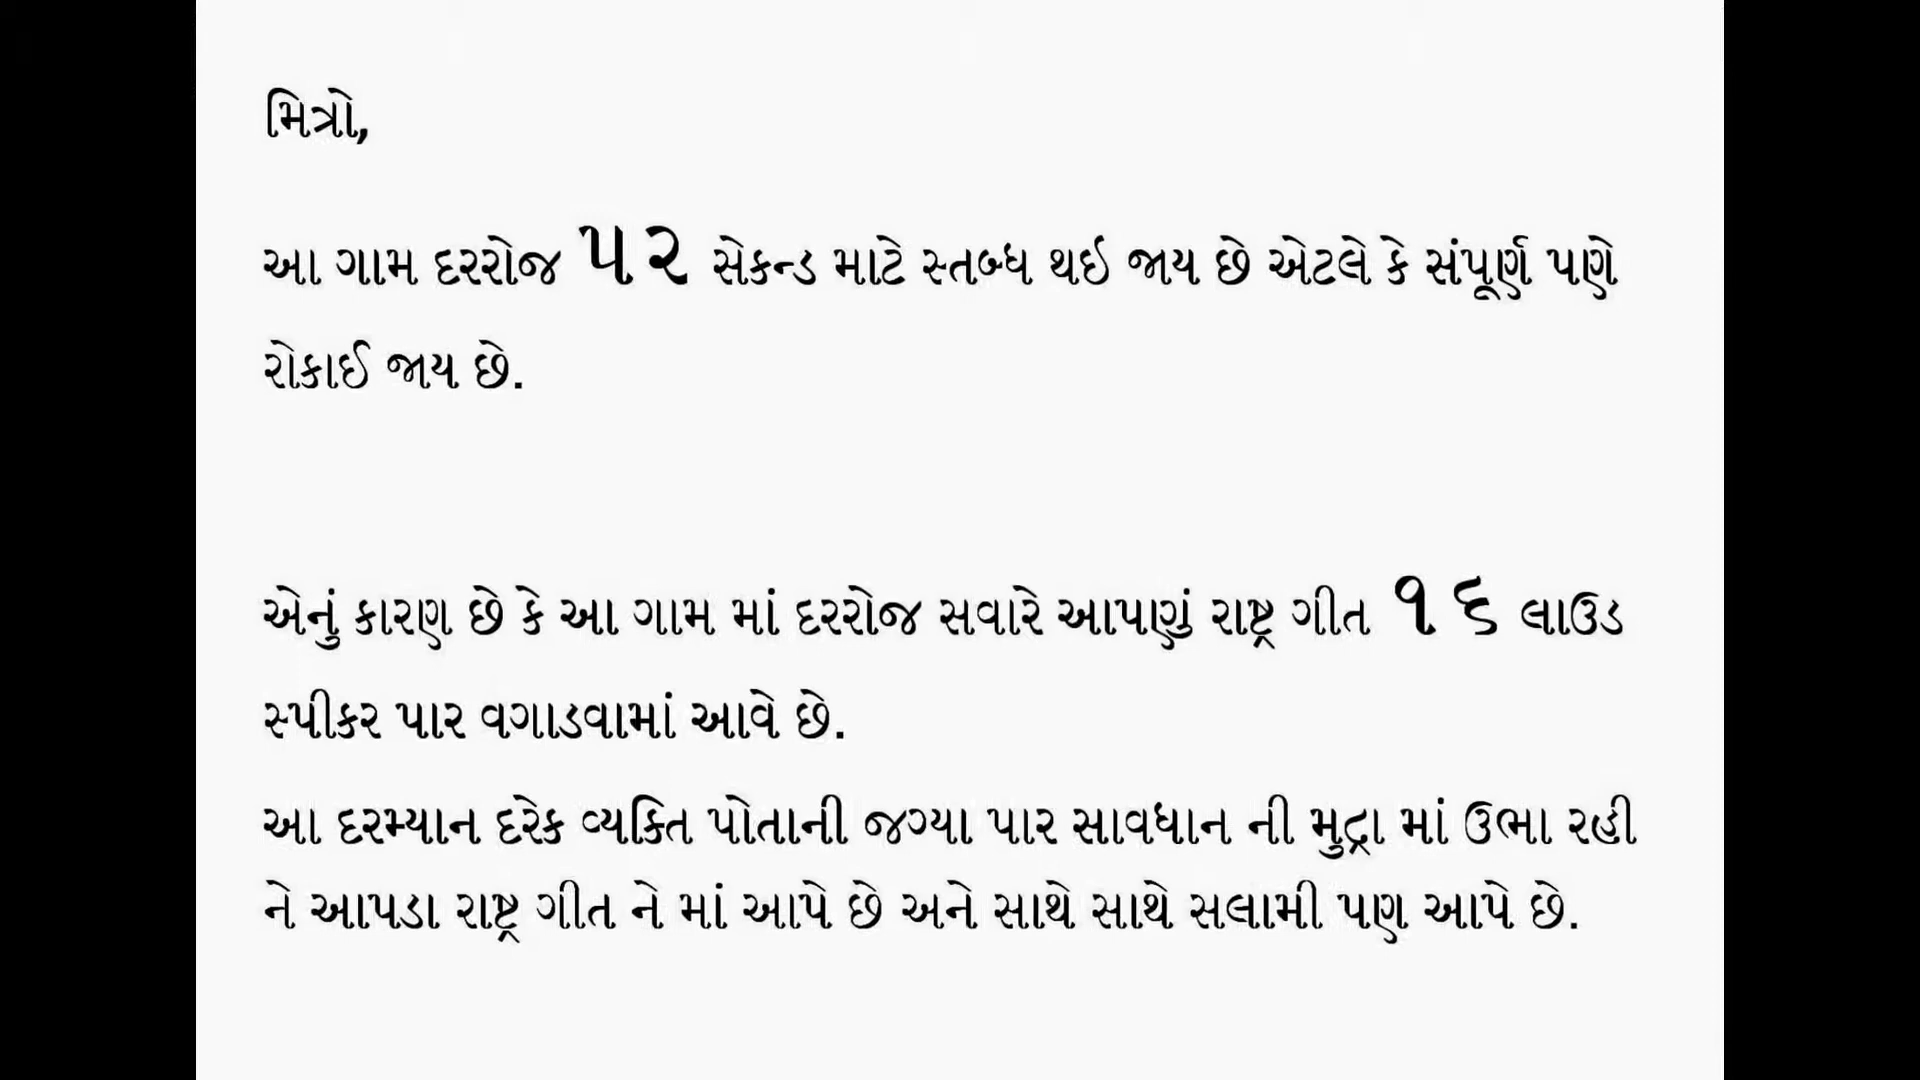 મિત્રો,
આ ગામ દરરોજ ૫૨ સેકન્ડ માટે સ્તબ્ધ થઇ જાય છે એટલે કે સંપૂર્ણ પણે
રોકાઈ જાય છે.
એનું કારણ છે કે આ ગામ માં દરરોજ સવારે આપણું રાષ્ટ્ર ગીત ૧૬ લાઉડ
સ્પીકર પાર વગાડવામાં આવે છે.
આ દરમ્યાન દરેક વ્યક્તિ પોતાની જગ્યા પાર સાવધાન ની મુદ્રા માં ઉભા રહી
ને આપડા રાષ્ટ્ર ગીત ને માં આપે છે અને સાથે સાથે સલામી પણ આપે છે.